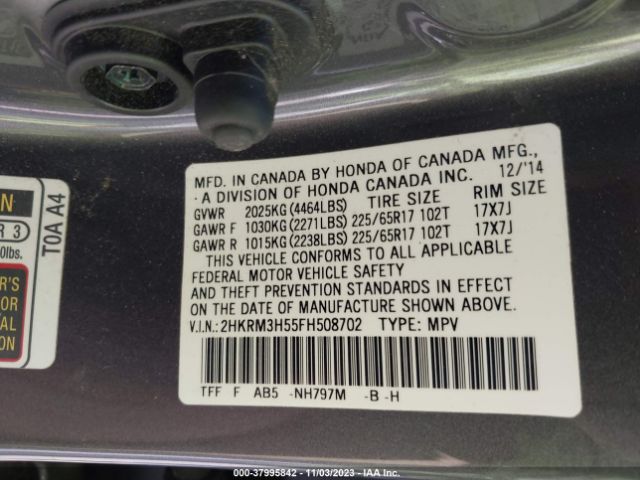 MFD. IN CANADA BY HONDA OF CANADA MFG.,
A DIVISION OF HONDA CANADA INC. 12/'14
GVWR 2025KG (4464LBS) TIRE SIZE RIM SIZE
GAWR F 1030KG (2271LBS) 225/65R17 102T 17X7J
GAWR R 1015KG (2238LBS) 225/65R17 102T 17X7J
THIS VEHICLE CONFORMS TO ALL APPLICABLE
FEDERAL MOTOR VEHICLE SAFETY
AND THEFT PREVENTION STANDARDS IN EFFECT
ON THE DATE OF MANUFACTURE SHOWN ABOVE.
V.I.N.: 2HKRM3H55FH508702 TYPE: MPV
TFF F AB5 -NH797M -B -H
T0A A4
R 3
0lbs.
000-37995842 - 11/03/2023 - IAA Inc.